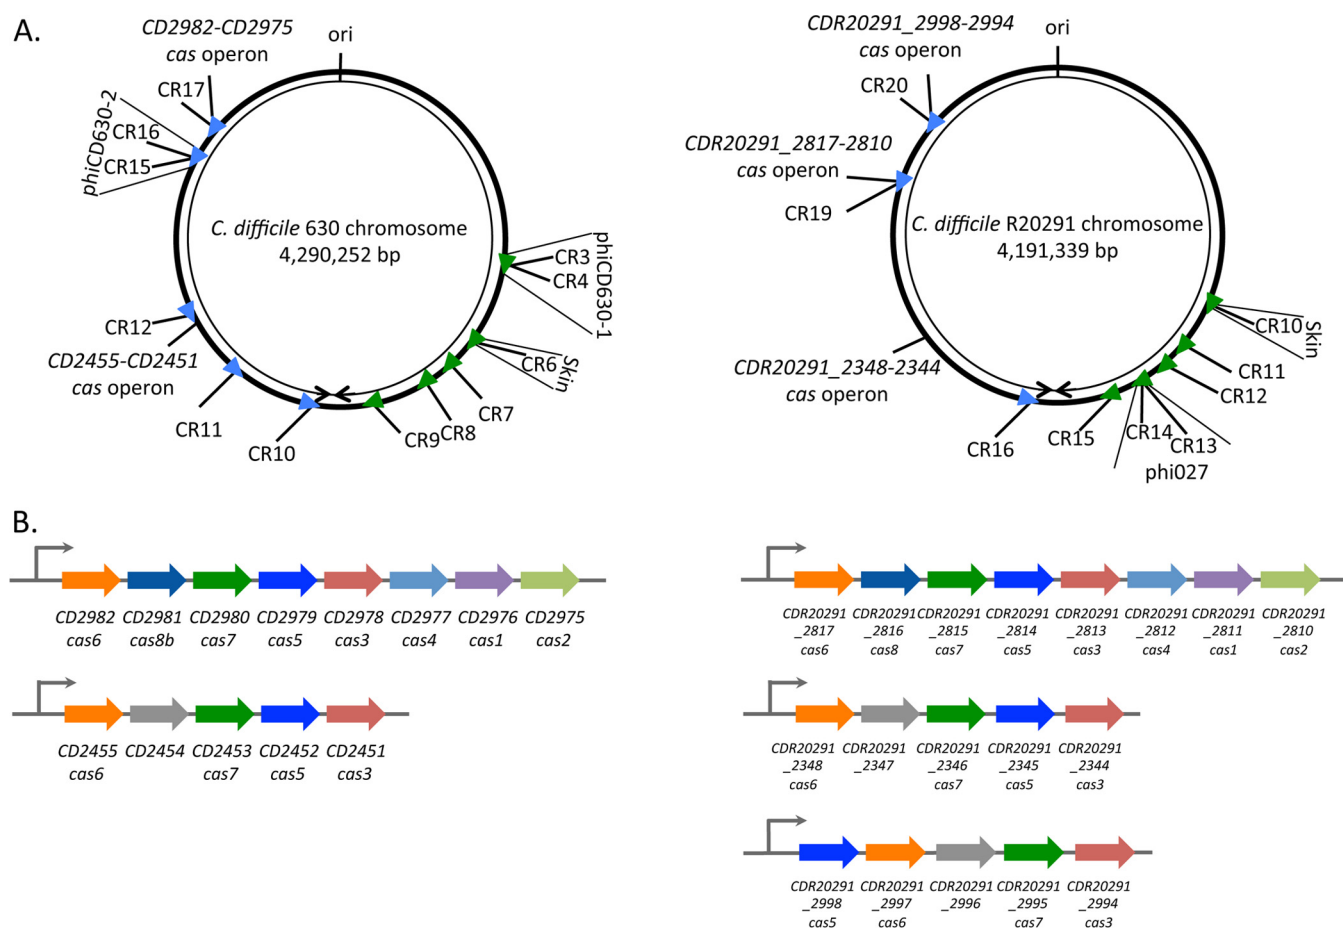 A.
CD2982-CD2975
cas operon
ori
CR17
phiCD630-2
CR16
CR15
C. difficile 630 chromosome
4,290,252 bp
CR3
CR4
phiCD630-1
CR12
CD2455-CD2451
cas operon
CR6
Skin
CR7
CR11
CR10
CR9
CR8
CDR20291_2998-2994
cas operon
ori
CR20
CDR20291_2817-2810
cas operon
CR19
C. difficile R20291 chromosome
4,191,339 bp
CR10
Skin
CR11
CDR20291_2348-2344
cas operon
CR12
CR16
CR15
CR14
CR13
phi027
B.
CD2982 CD2981 CD2980 CD2979 CD2978 CD2977 CD2976 CD2975
cas6 cas8b cas7 cas5 cas3 cas4 cas1 cas2
CD2455 CD2454 CD2453 CD2452 CD2451
cas6 cas7 cas5 cas3
CDR20291 CDR20291 CDR20291 CDR20291 CDR20291 CDR20291 CDR20291 CDR20291
_2817 _2816 _2815 _2814 _2813 _2812 _2811 _2810
cas6 cas8 cas7 cas5 cas3 cas4 cas1 cas2
CDR20291 CDR20291 CDR20291 CDR20291 CDR20291
_2348 _2347 _2346 _2345 _2344
cas6 cas7 cas5 cas3
CDR20291 CDR20291 CDR20291 CDR20291 CDR20291
_2998 _2997 _2996 _2995 _2994
cas5 cas6 cas7 cas3